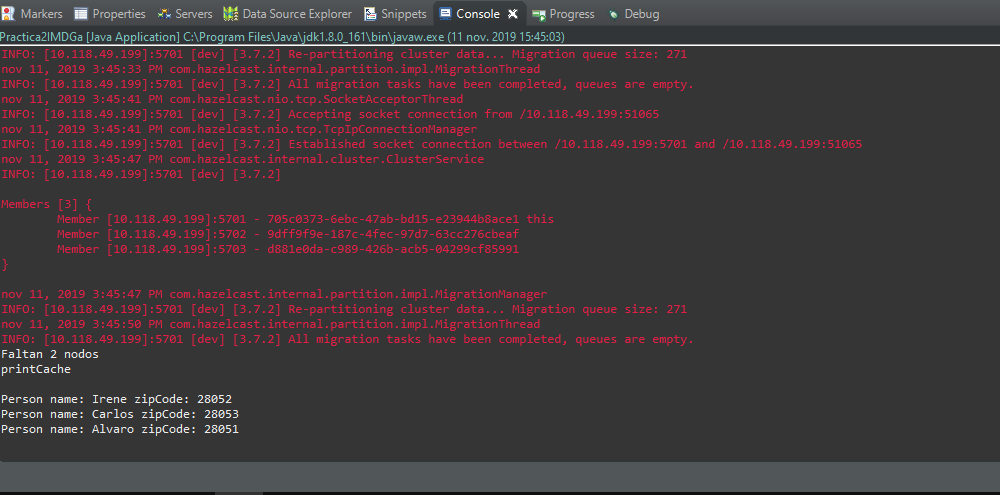 Markers Properties Servers Data Source Explorer Snippets Console Progress Debug
Practica2IMDGa [Java Application] C:\Program Files\Java\jdk1.8.0_161\bin\javaw.exe (11 nov. 2019 15:45:03)
INFO: [10.118.49.199]:5701 [dev] [3.7.2] Re-partitioning cluster data... Migration queue size: 271
nov 11, 2019 3:45:33 PM com.hazelcast.internal.partition.impl.MigrationThread
INFO: [10.118.49.199]:5701 [dev] [3.7.2] All migration tasks have been completed, queues are empty.
nov 11, 2019 3:45:41 PM com.hazelcast.nio.tcp.SocketAcceptorThread
INFO: [10.118.49.199]:5701 [dev] [3.7.2] Accepting socket connection from /10.118.49.199:51065
nov 11, 2019 3:45:41 PM com.hazelcast.nio.tcp.TcpIpConnectionManager
INFO: [10.118.49.199]:5701 [dev] [3.7.2] Established socket connection between /10.118.49.199:5701 and /10.118.49.199:51065
nov 11, 2019 3:45:47 PM com.hazelcast.internal.cluster.ClusterService
INFO: [10.118.49.199]:5701 [dev] [3.7.2]
Members [3] {
Member [10.118.49.199]:5701 - 705c0373-6ebc-47ab-bd15-e23944b8ace1 this
Member [10.118.49.199]:5702 - 9dff9f9e-187c-4fec-97d7-63cc276cbeaf
Member [10.118.49.199]:5703 - d881e0da-c989-426b-acb5-04299cf85991
}
nov 11, 2019 3:45:47 PM com.hazelcast.internal.partition.impl.MigrationManager
INFO: [10.118.49.199]:5701 [dev] [3.7.2] Re-partitioning cluster data... Migration queue size: 271
nov 11, 2019 3:45:50 PM com.hazelcast.internal.partition.impl.MigrationThread
INFO: [10.118.49.199]:5701 [dev] [3.7.2] All migration tasks have been completed, queues are empty.
Faltan 2 nodos
printCache
Person name: Irene zipCode: 28052
Person name: Carlos zipCode: 28053
Person name: Alvaro zipCode: 28051